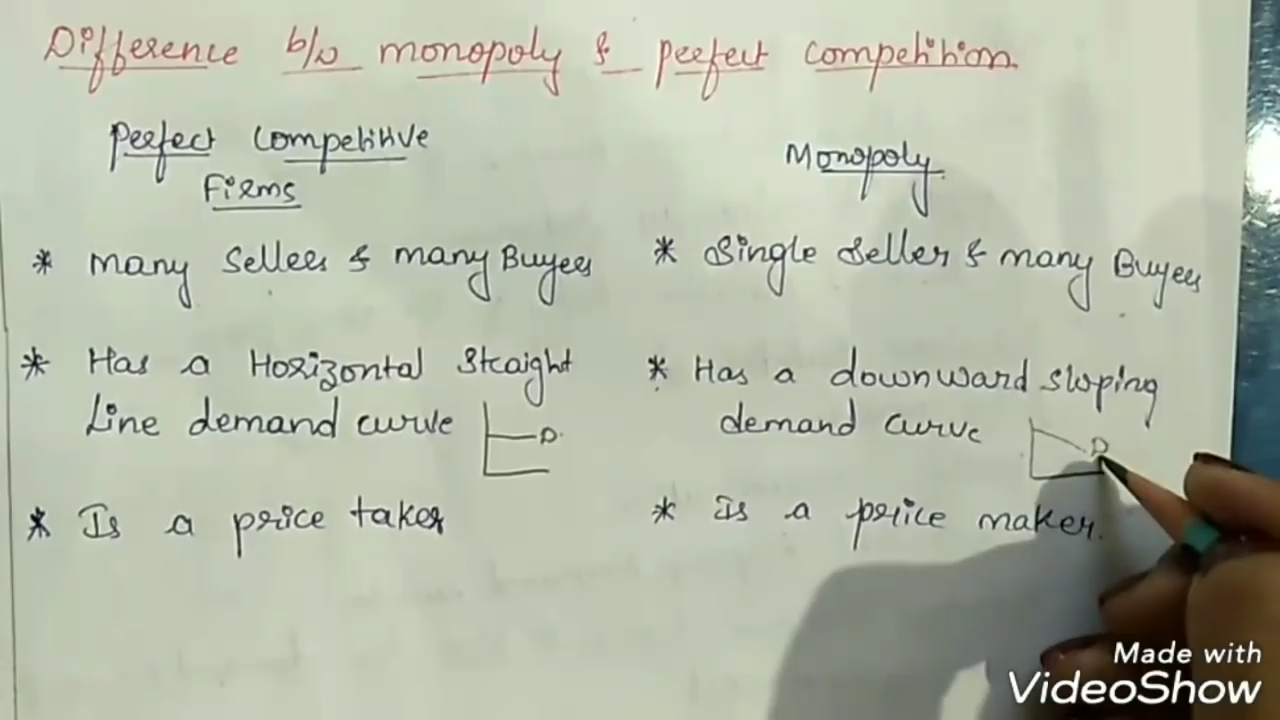 Difference b/w monopoly & perfect competition.
Perfect Competitive
Firms
* Many Sellers & many Buyers
* Has a Horizontal Straight
Line demand curve
D.
* Is a price taker
Monopoly
* Single Seller & many Buyers
* Has a downward sloping
demand curve
D
* Is a price maker.
Made with
VideoShow